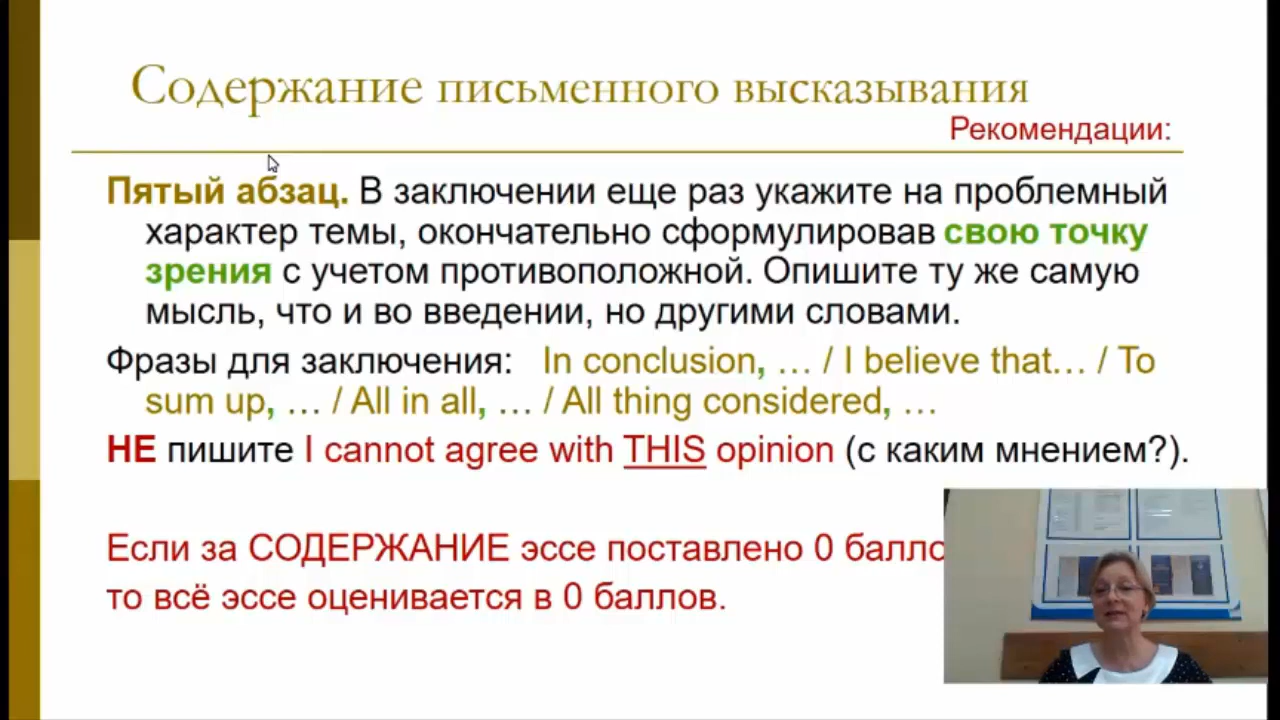 Содержание письменного высказывания
Рекомендации:
Пятый абзац. В заключении еще раз укажите на проблемный
характер темы, окончательно сформулировав свою точку
зрения с учетом противоположной. Опишите ту же самую
мысль, что и во введении, но другими словами.
Фразы для заключения: In conclusion, … / I believe that… / To
sum up, … / All in all, … / All thing considered, …
НЕ пишите I cannot agree with THIS opinion (с каким мнением?).
Если за СОДЕРЖАНИЕ эссе поставлено 0 балло
то всё эссе оценивается в 0 баллов.